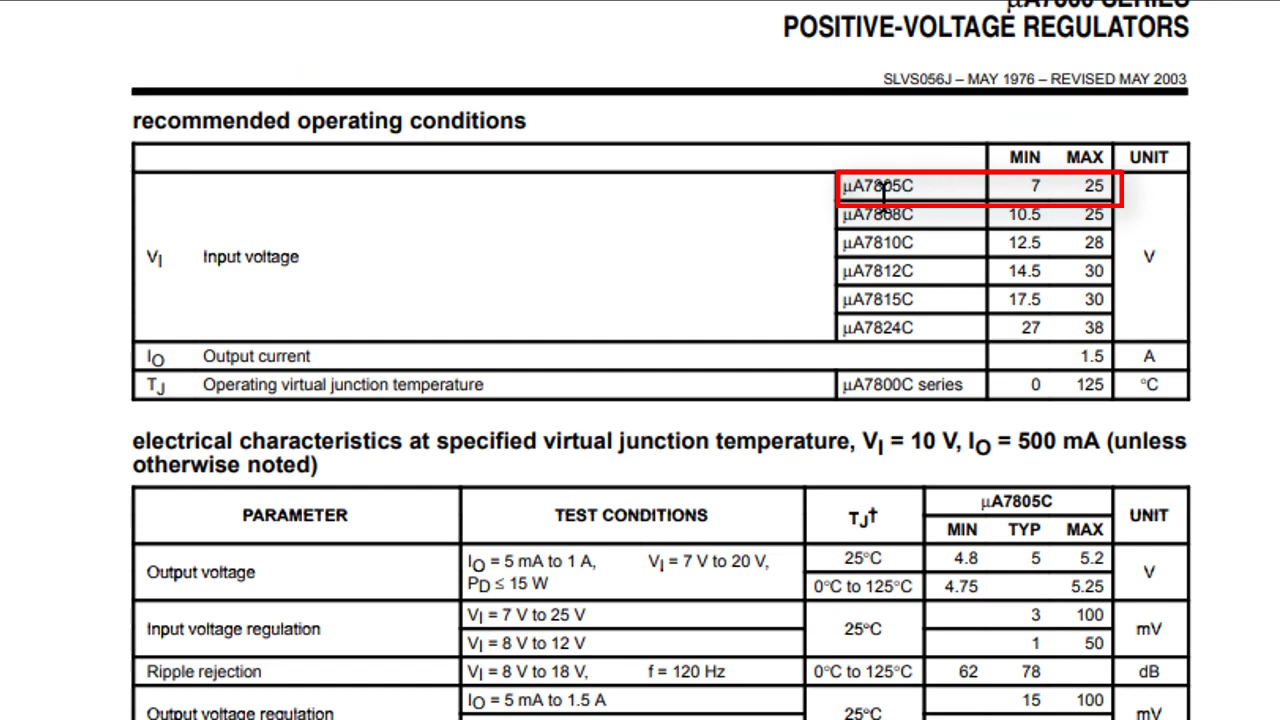 µA7800 SERIES
POSITIVE-VOLTAGE REGULATORS
SLVS056J – MAY 1976 – REVISED MAY 2003
recommended operating conditions
MIN MAX UNIT
VI Input voltage µA7805C 7 25 V
µA7808C 10.5 25
µA7810C 12.5 28
µA7812C 14.5 30
µA7815C 17.5 30
µA7824C 27 38
IO Output current 1.5 A
TJ Operating virtual junction temperature µA7800C series 0 125 °C
electrical characteristics at specified virtual junction temperature, VI = 10 V, IO = 500 mA (unless
otherwise noted)
PARAMETER TEST CONDITIONS TJ† µA7805C UNIT
MIN TYP MAX
Output voltage IO = 5 mA to 1 A, VI = 7 V to 20 V, 25°C 4.8 5 5.2 V
PD ≤ 15 W 0°C to 125°C 4.75 5.25
Input voltage regulation VI = 7 V to 25 V 25°C 3 100 mV
VI = 8 V to 12 V 1 50
Ripple rejection VI = 8 V to 18 V, f = 120 Hz 0°C to 125°C 62 78 dB
Output voltage regulation IO = 5 mA to 1.5 A 25°C 15 100 mV